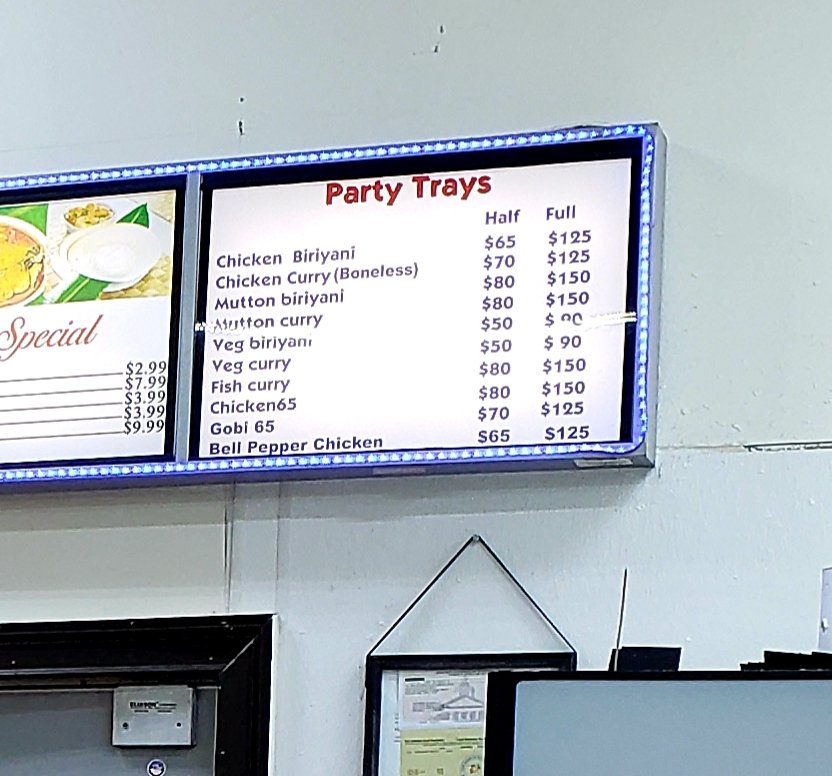 Special
$2.99
$7.99
$3.99
$3.99
$9.99
Party Trays
Half Full
Chicken Biriyani $65 $125
Chicken Curry(Boneless) $70 $125
Mutton biriyani $80 $150
Mutton curry $80 $150
Veg biriyani $50 $ 90
Veg curry $50 $ 90
Fish curry $80 $150
Chicken65 $80 $150
Gobi 65 $70 $125
Bell Pepper Chicken $65 $125